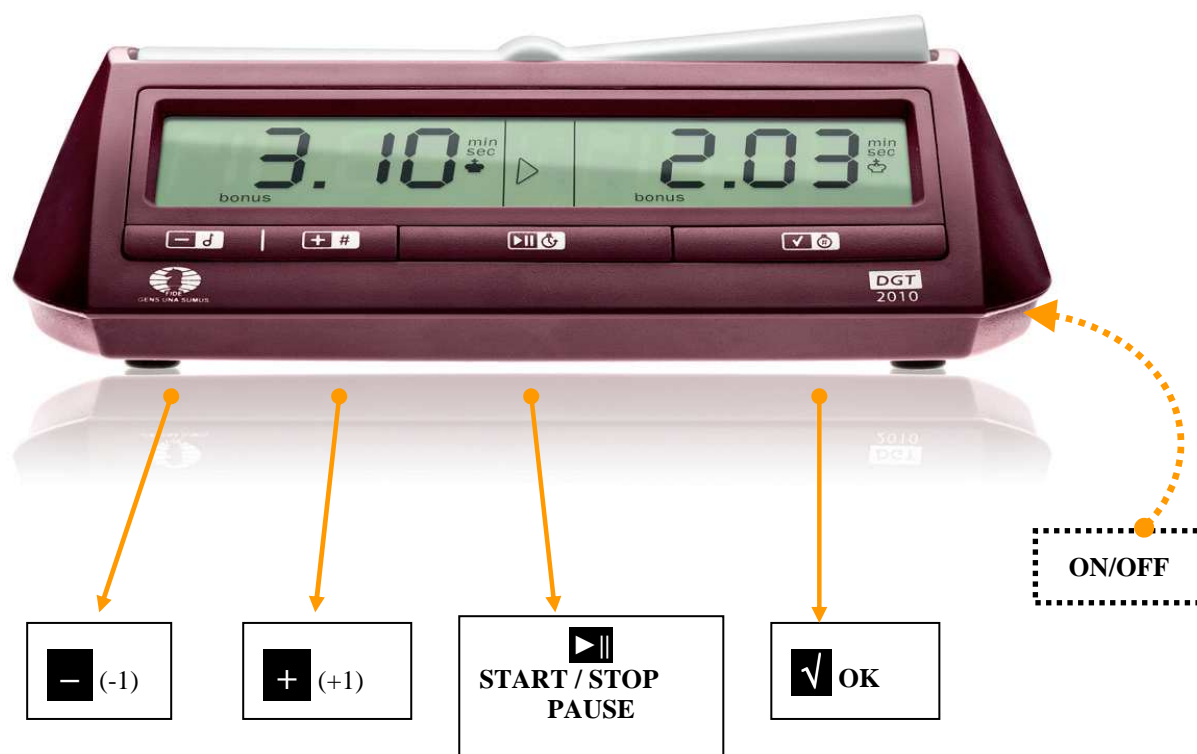 3. 10 min sec bonus
2.03 min sec bonus
FIDE
GENS UNA SUMUS
DGT
2010
ON/OFF
– (-1)
+ (+1)
START / STOP
PAUSE
√ OK